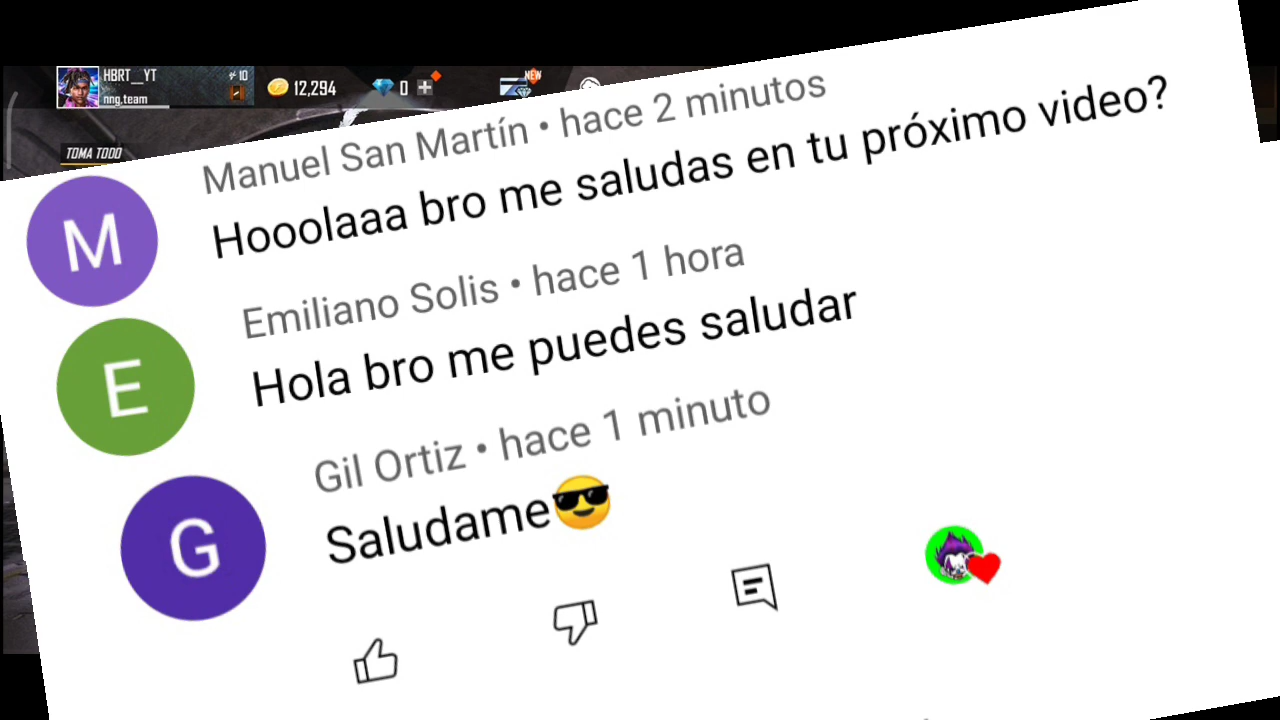 HBRT__YT
10
12,294
0
NEW
nng.team
TOMA TODO
Manuel San Martín • hace 2 minutos
Hooolaaa bro me saludas en tu próximo video?
M
Emiliano Solis • hace 1 hora
Hola bro me puedes saludar
E
Gil Ortiz • hace 1 minuto
Saludame😎
G